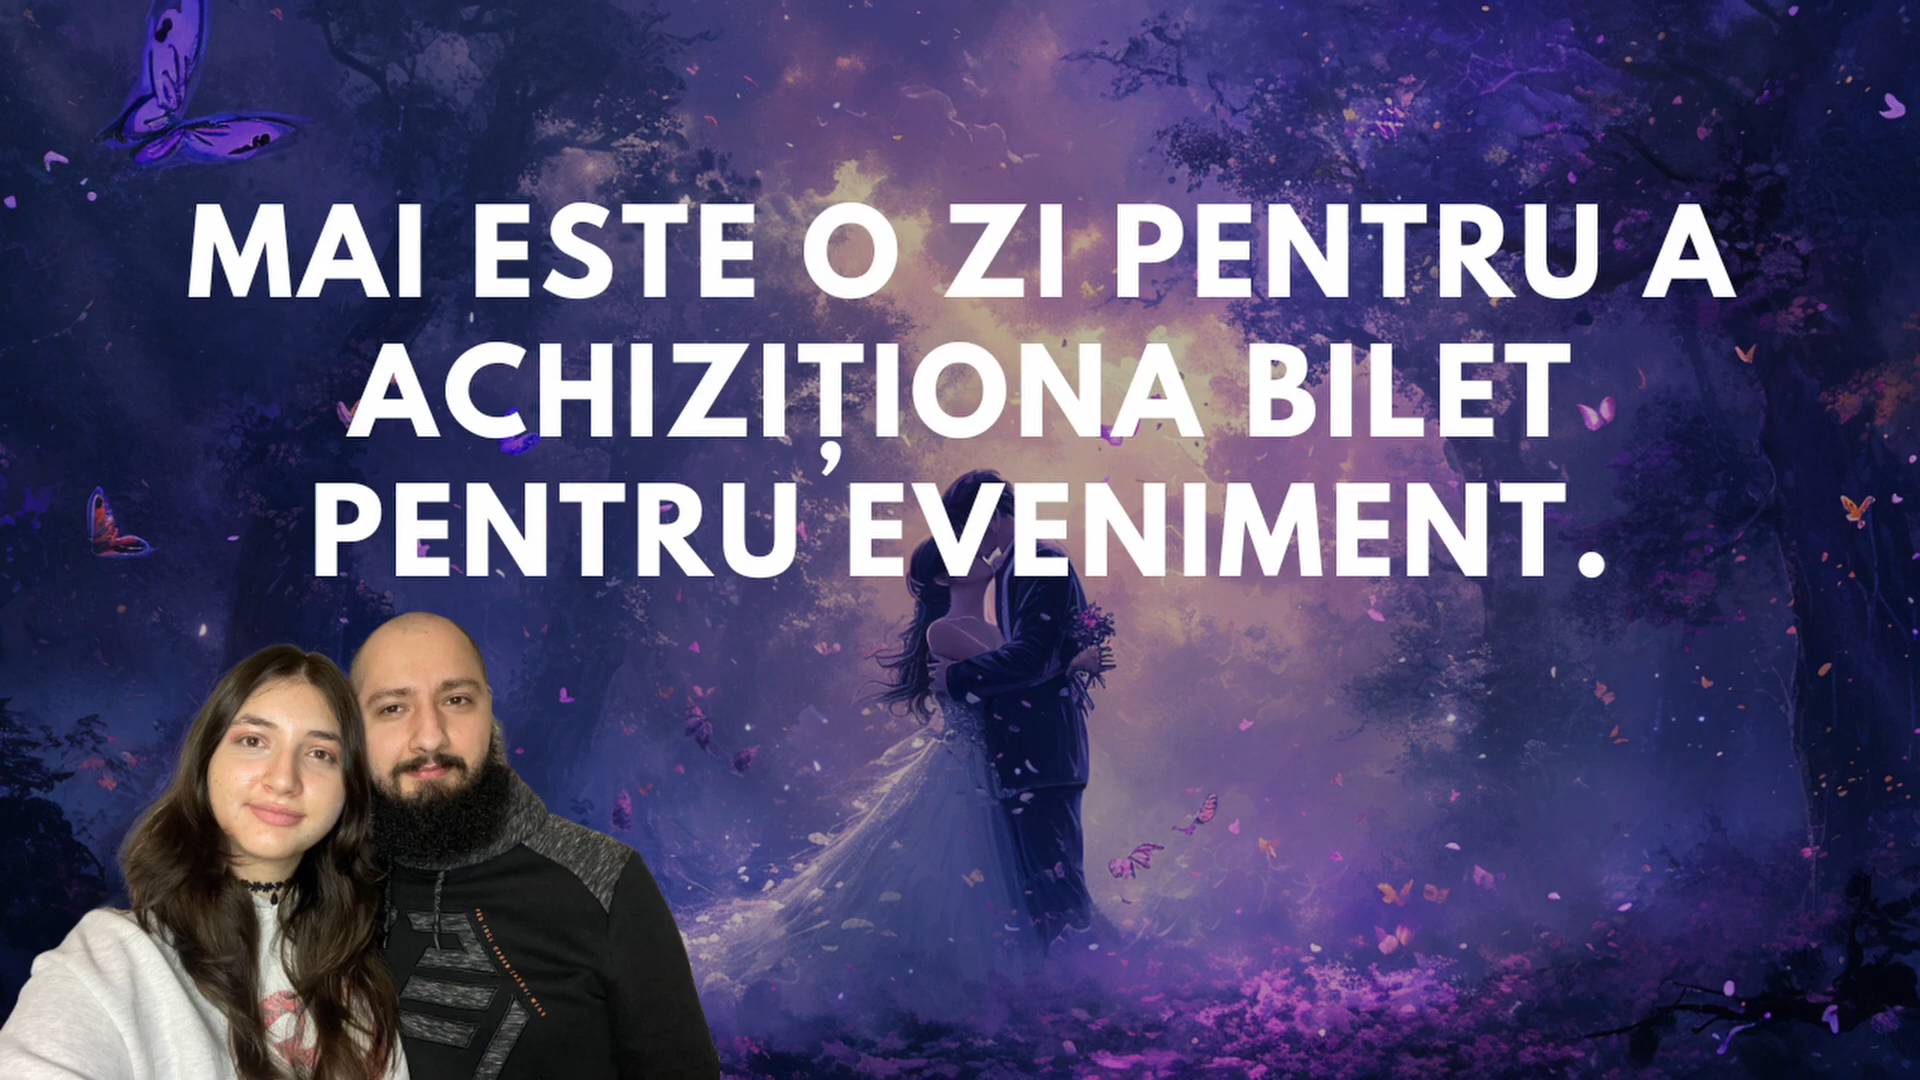 MAI ESTE O ZI PENTRU A
ACHIZIȚIONA BILET
PENTRU EVENIMENT.